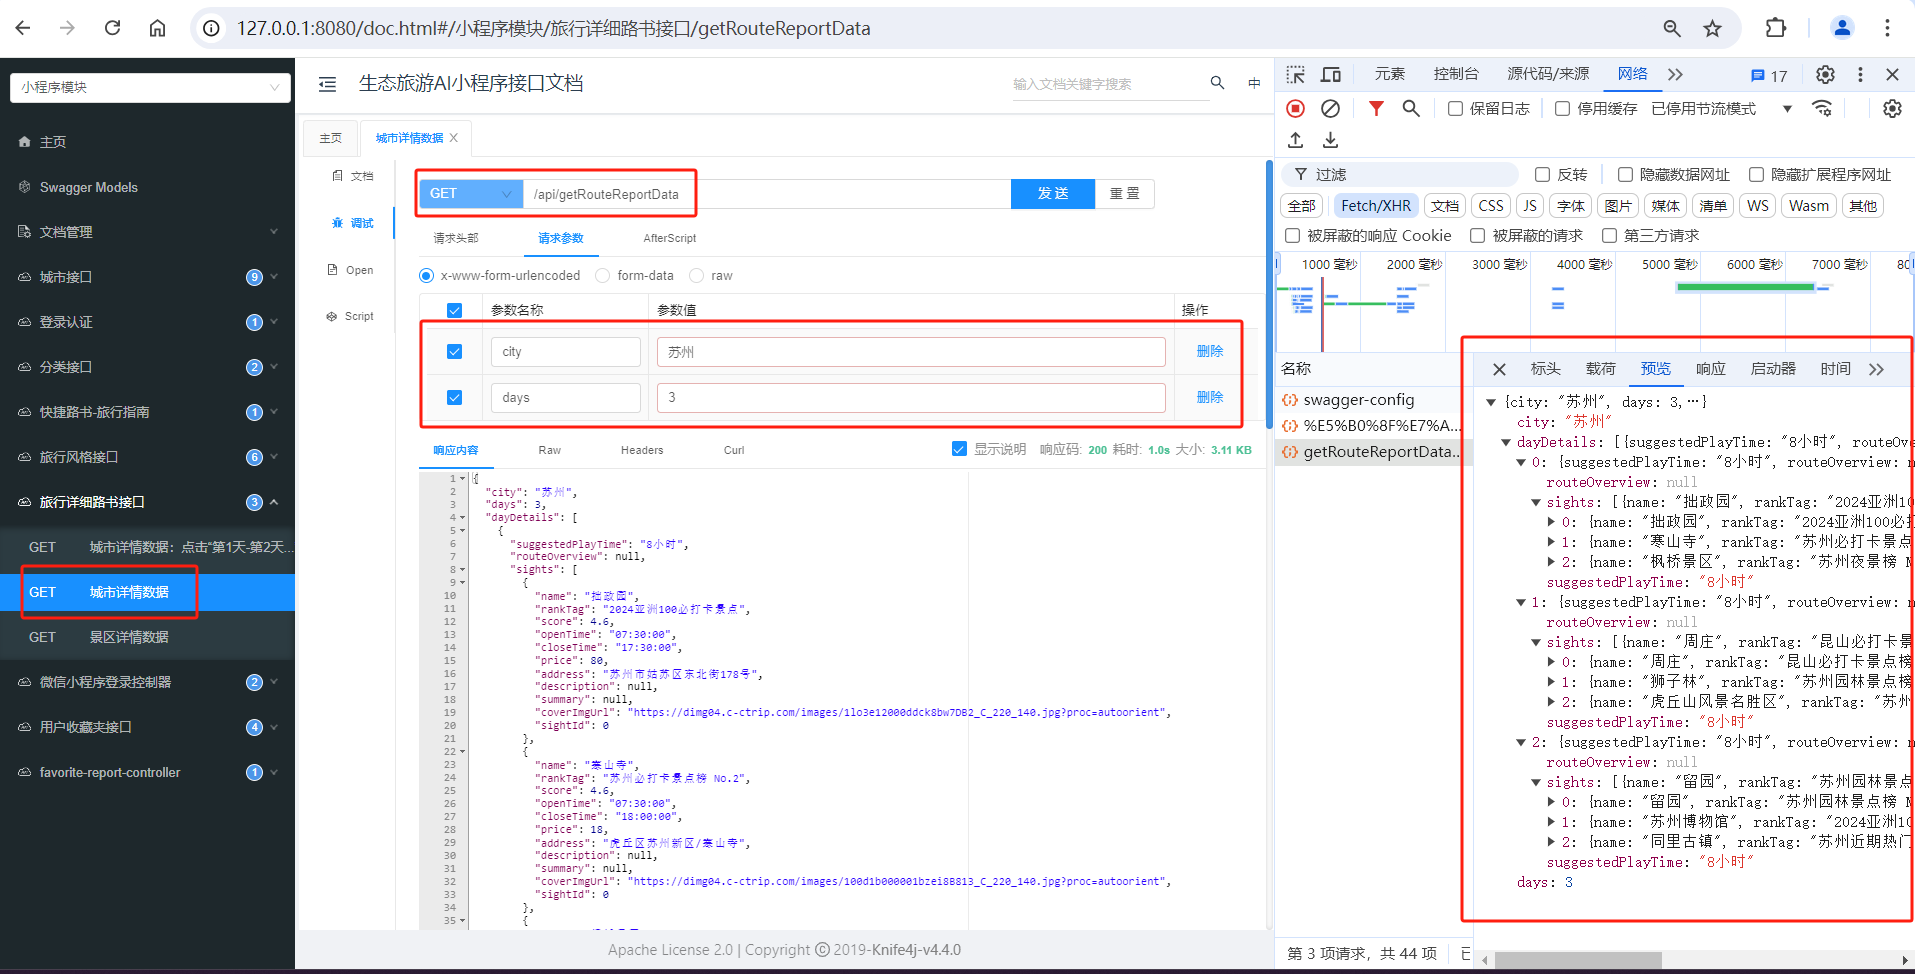 127.0.0.1:8080/doc.html#/小程序模块/旅行详细路书接口/getRouteReportData
小程序模块
主页
Swagger Models
文档管理
城市接口 9
登录认证 1
分类接口 2
快捷路书-旅行指南 1
旅行风格接口 6
旅行详细路书接口 3
GET 城市详情数据：点击“第1天-第2天...
GET 城市详情数据
GET 景区详情数据
微信小程序登录控制器 2
用户收藏夹接口 4
favorite-report-controller 1
生态旅游AI小程序接口文档
输入文档关键字搜索 中
主页 城市详情数据
文档
调试
Open
Script
GET /api/getRouteReportData 发 送 重 置
请求头部 请求参数 AfterScript
x-www-form-urlencoded form-data raw
参数名称 参数值 操作
city 苏州 删除
days 3 删除
响应内容 Raw Headers Curl 显示说明 响应码: 200 耗时: 1.0s 大小: 3.11 KB
1 {
2 "city": "苏州",
3 "days": 3,
4 "dayDetails": [
5 {
6 "suggestedPlayTime": "8小时",
7 "routeOverview": null,
8 "sights": [
9 {
10 "name": "拙政园",
11 "rankTag": "2024亚洲100必打卡景点",
12 "score": 4.6,
13 "openTime": "07:30:00",
14 "closeTime": "17:30:00",
15 "price": 80,
16 "address": "苏州市姑苏区东北街178号",
17 "description": null,
18 "summary": null,
19 "coverImgUrl": "https://dimg04.c-ctrip.com/images/1lo3e12000ddck8bw7DB2_C_220_140.jpg?proc=autoorient",
20 "sightId": 0
21 },
22 {
23 "name": "寒山寺",
24 "rankTag": "苏州必打卡景点榜 No.2",
25 "score": 4.6,
26 "openTime": "07:30:00",
27 "closeTime": "18:00:00",
28 "price": 18,
29 "address": "虎丘区苏州新区/寒山寺",
30 "description": null,
31 "summary": null,
32 "coverImgUrl": "https://dimg04.c-ctrip.com/images/100d1b000001bzei8B813_C_220_140.jpg?proc=autoorient",
33 "sightId": 0
34 },
35 {
Apache License 2.0 | Copyright © 2019-Knife4j-v4.4.0
元素 控制台 源代码/来源 网络 17
保留日志 停用缓存 已停用节流模式
过滤 反转 隐藏数据网址 隐藏扩展程序网址
全部 Fetch/XHR 文档 CSS JS 字体 图片 媒体 清单 WS Wasm 其他
被屏蔽的响应 Cookie 被屏蔽的请求 第三方请求
1000 毫秒 2000 毫秒 3000 毫秒 4000 毫秒 5000 毫秒 6000 毫秒 7000 毫秒 80
名称
swagger-config
%E5%B0%8F%E7%A...
getRouteReportData...
标头 载荷 预览 响应 启动器 时间
{city: "苏州", days: 3,…}
city: "苏州"
dayDetails: [{suggestedPlayTime: "8小时", routeOve
0: {suggestedPlayTime: "8小时", routeOverview: n
routeOverview: null
sights: [{name: "拙政园", rankTag: "2024亚洲10
0: {name: "拙政园", rankTag: "2024亚洲100必打
1: {name: "寒山寺", rankTag: "苏州必打卡景点
2: {name: "枫桥景区", rankTag: "苏州夜景榜 N
suggestedPlayTime: "8小时"
1: {suggestedPlayTime: "8小时", routeOverview: n
routeOverview: null
sights: [{name: "周庄", rankTag: "昆山必打卡景
0: {name: "周庄", rankTag: "昆山必打卡景点榜
1: {name: "狮子林", rankTag: "苏州园林景点榜
2: {name: "虎丘山风景名胜区", rankTag: "苏州
suggestedPlayTime: "8小时"
2: {suggestedPlayTime: "8小时", routeOverview: n
routeOverview: null
sights: [{name: "留园", rankTag: "苏州园林景点
0: {name: "留园", rankTag: "苏州园林景点榜 N
1: {name: "苏州博物馆", rankTag: "2024亚洲10
2: {name: "同里古镇", rankTag: "苏州近期热门
suggestedPlayTime: "8小时"
days: 3
第 3 项请求，共 44 项